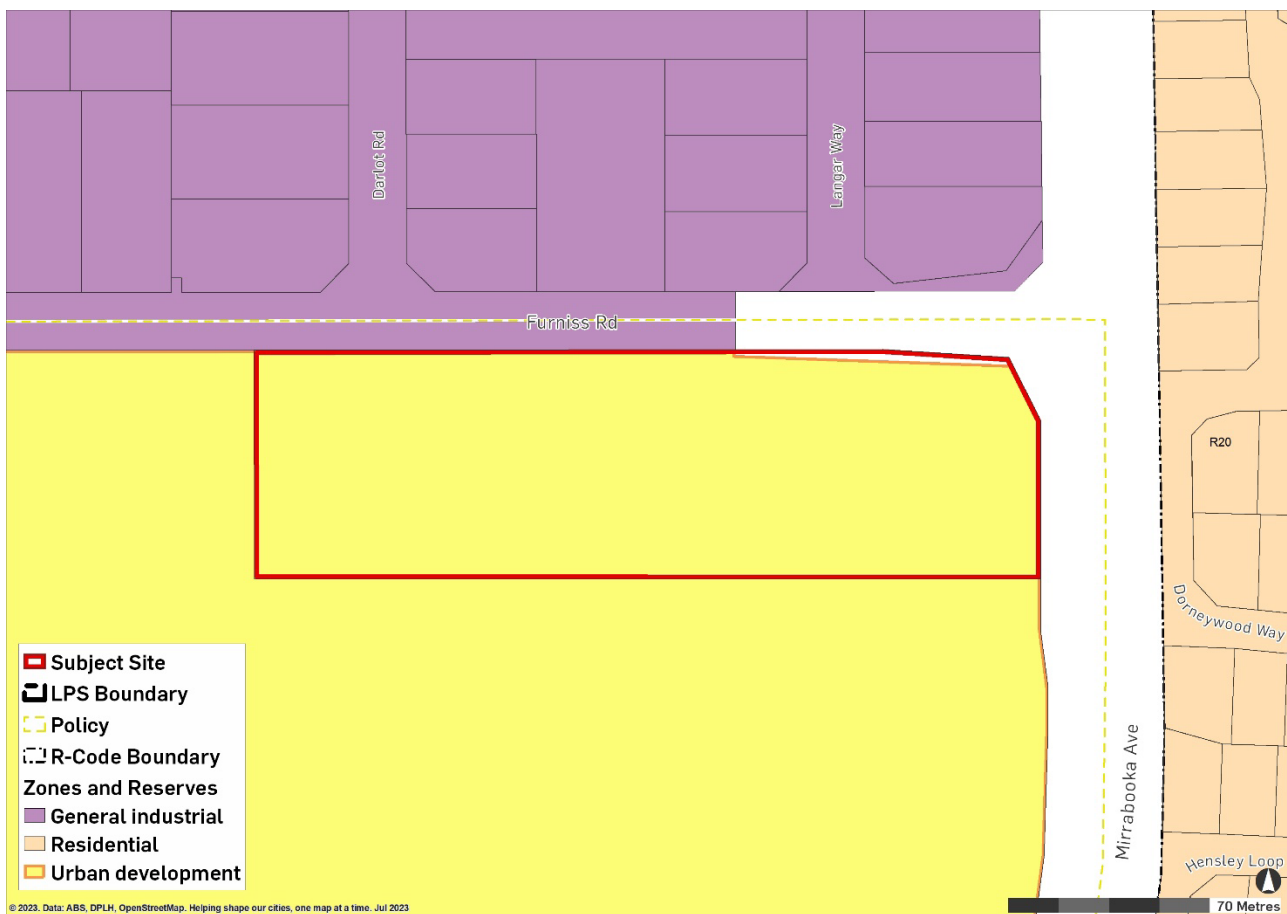 Darlot Rd
Langar Way
Furniss Rd
R20
Dorneywood Way
Mirrabooka Ave
Hensley Loop
Subject Site
LPS Boundary
Policy
R-Code Boundary
Zones and Reserves
General industrial
Residential
Urban development
© 2023. Data: ABS, DPLH, OpenStreetMap. Helping shape our cities, one map at a time. Jul 2023
70 Metres